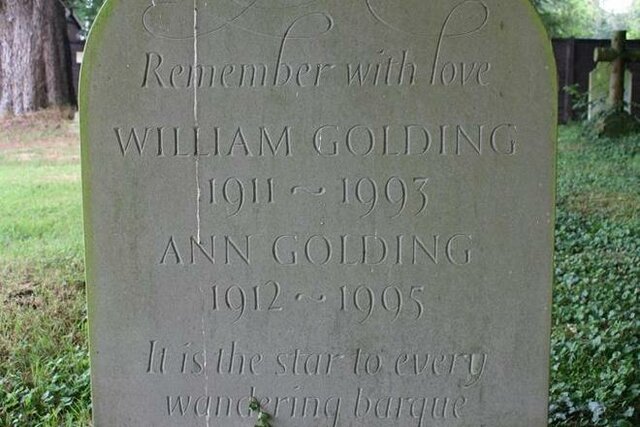 Remember with love
WILLIAM GOLDING
1911 ~ 1993
ANN GOLDING
1912 ~ 1995
It is the star to every
wandering barque